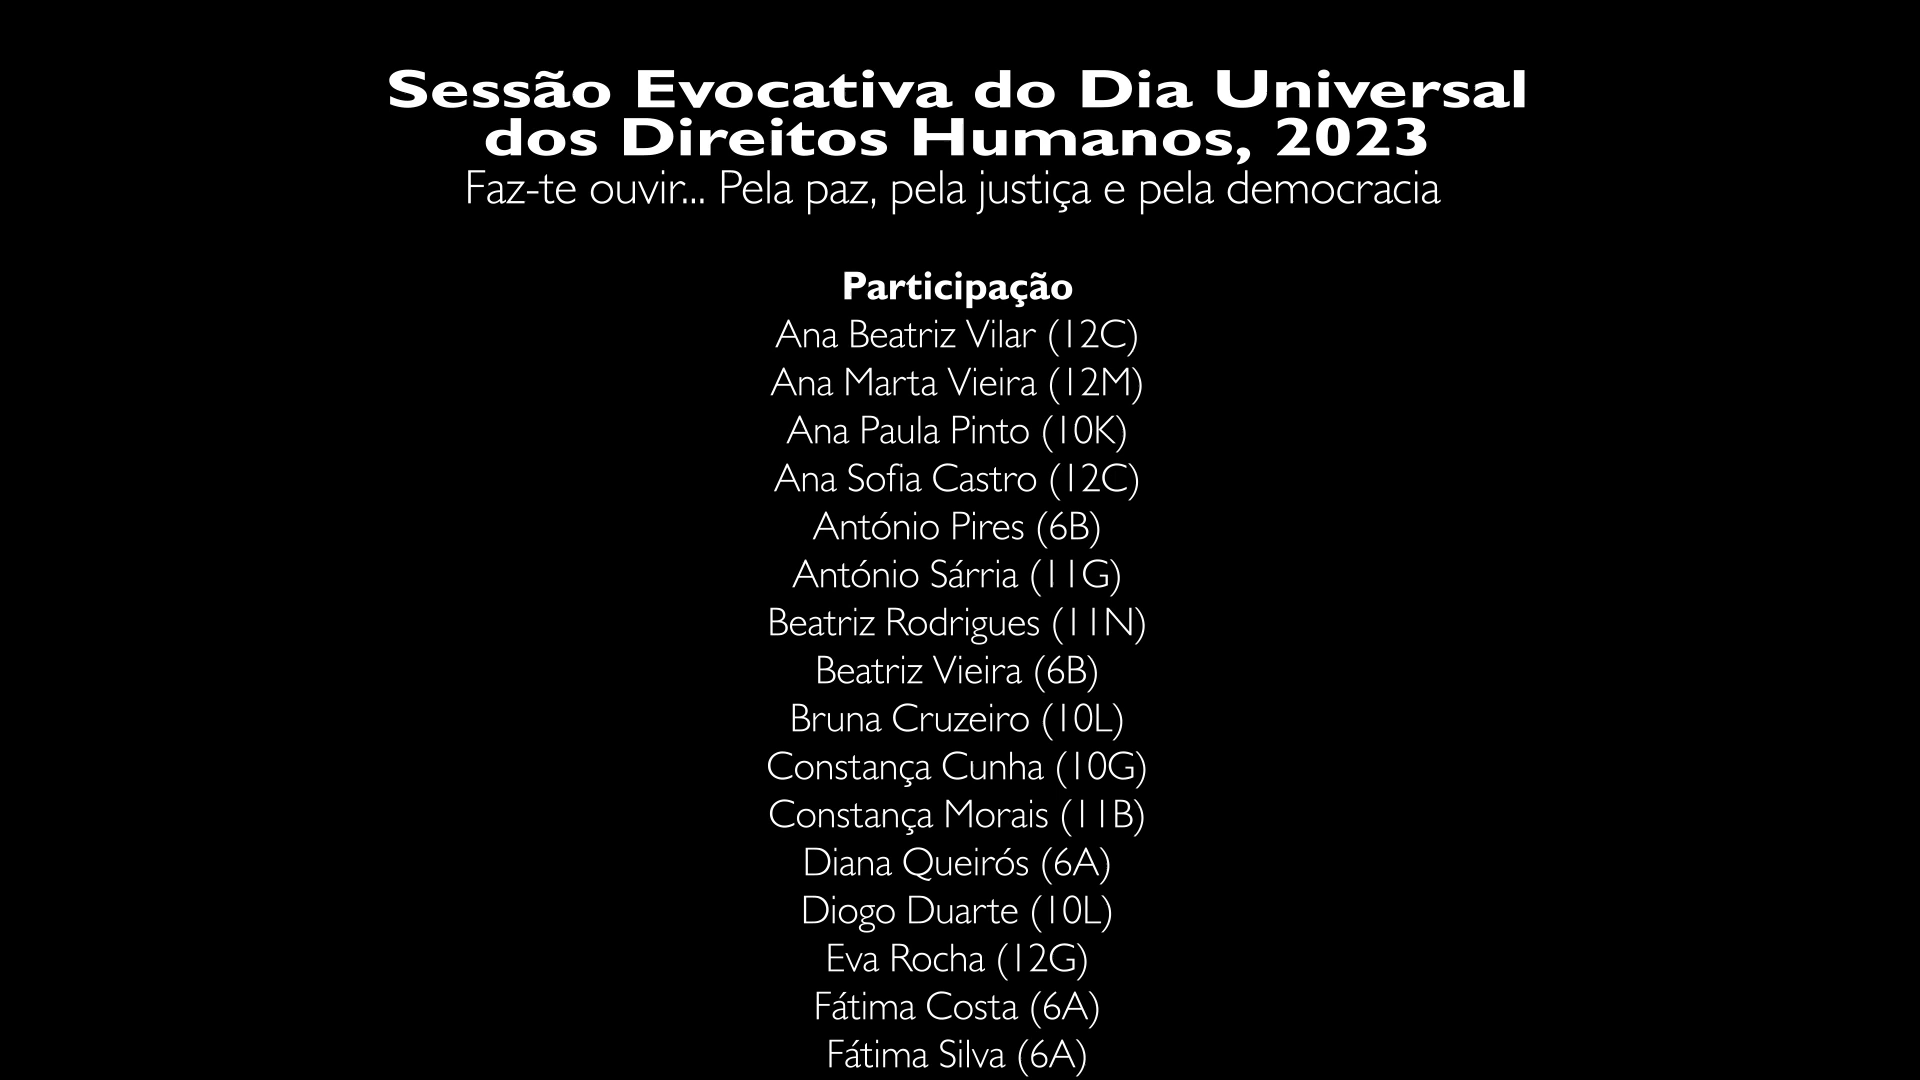 Sessão Evocativa do Dia Universal
dos Direitos Humanos, 2023
Faz-te ouvir... Pela paz, pela justiça e pela democracia
Participação
Ana Beatriz Vilar (12C)
Ana Marta Vieira (12M)
Ana Paula Pinto (10K)
Ana Sofia Castro (12C)
António Pires (6B)
António Sárria (11G)
Beatriz Rodrigues (11N)
Beatriz Vieira (6B)
Bruna Cruzeiro (10L)
Constança Cunha (10G)
Constança Morais (11B)
Diana Queirós (6A)
Diogo Duarte (10L)
Eva Rocha (12G)
Fátima Costa (6A)
Fátima Silva (6A)